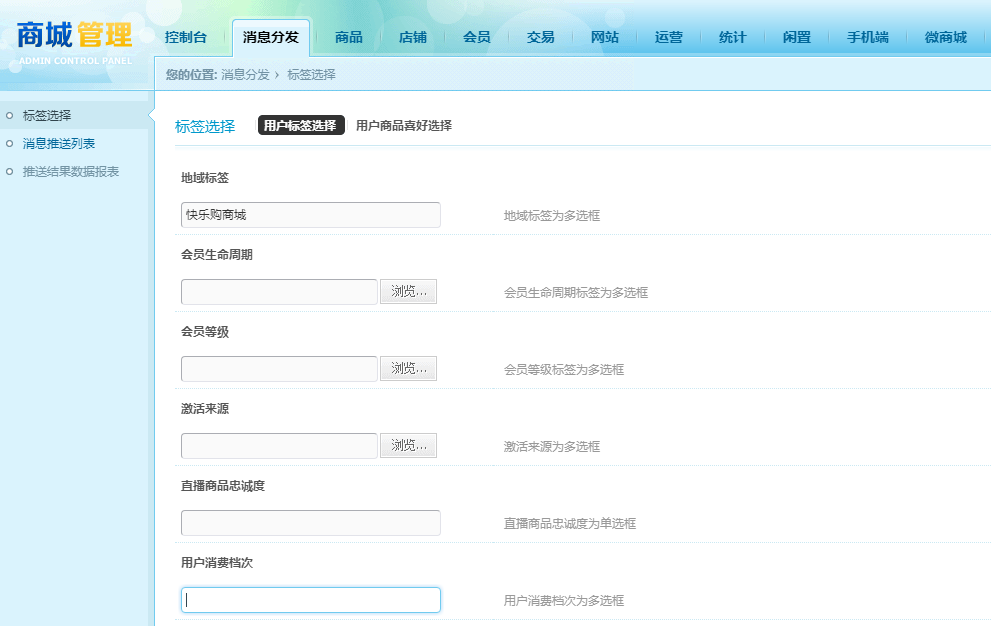 商城管理
ADMIN CONTROL PANEL
控制台 消息分发 商品 店铺 会员 交易 网站 运营 统计 闲置 手机端 微商城
您的位置: 消息分发 › 标签选择
标签选择
消息推送列表
推送结果数据报表
标签选择 用户标签选择 用户商品喜好选择
地域标签
快乐购商城 地域标签为多选框
会员生命周期
浏览... 会员生命周期标签为多选框
会员等级
浏览... 会员等级标签为多选框
激活来源
浏览... 激活来源为多选框
直播商品忠诚度
直播商品忠诚度为单选框
用户消费档次
用户消费档次为多选框